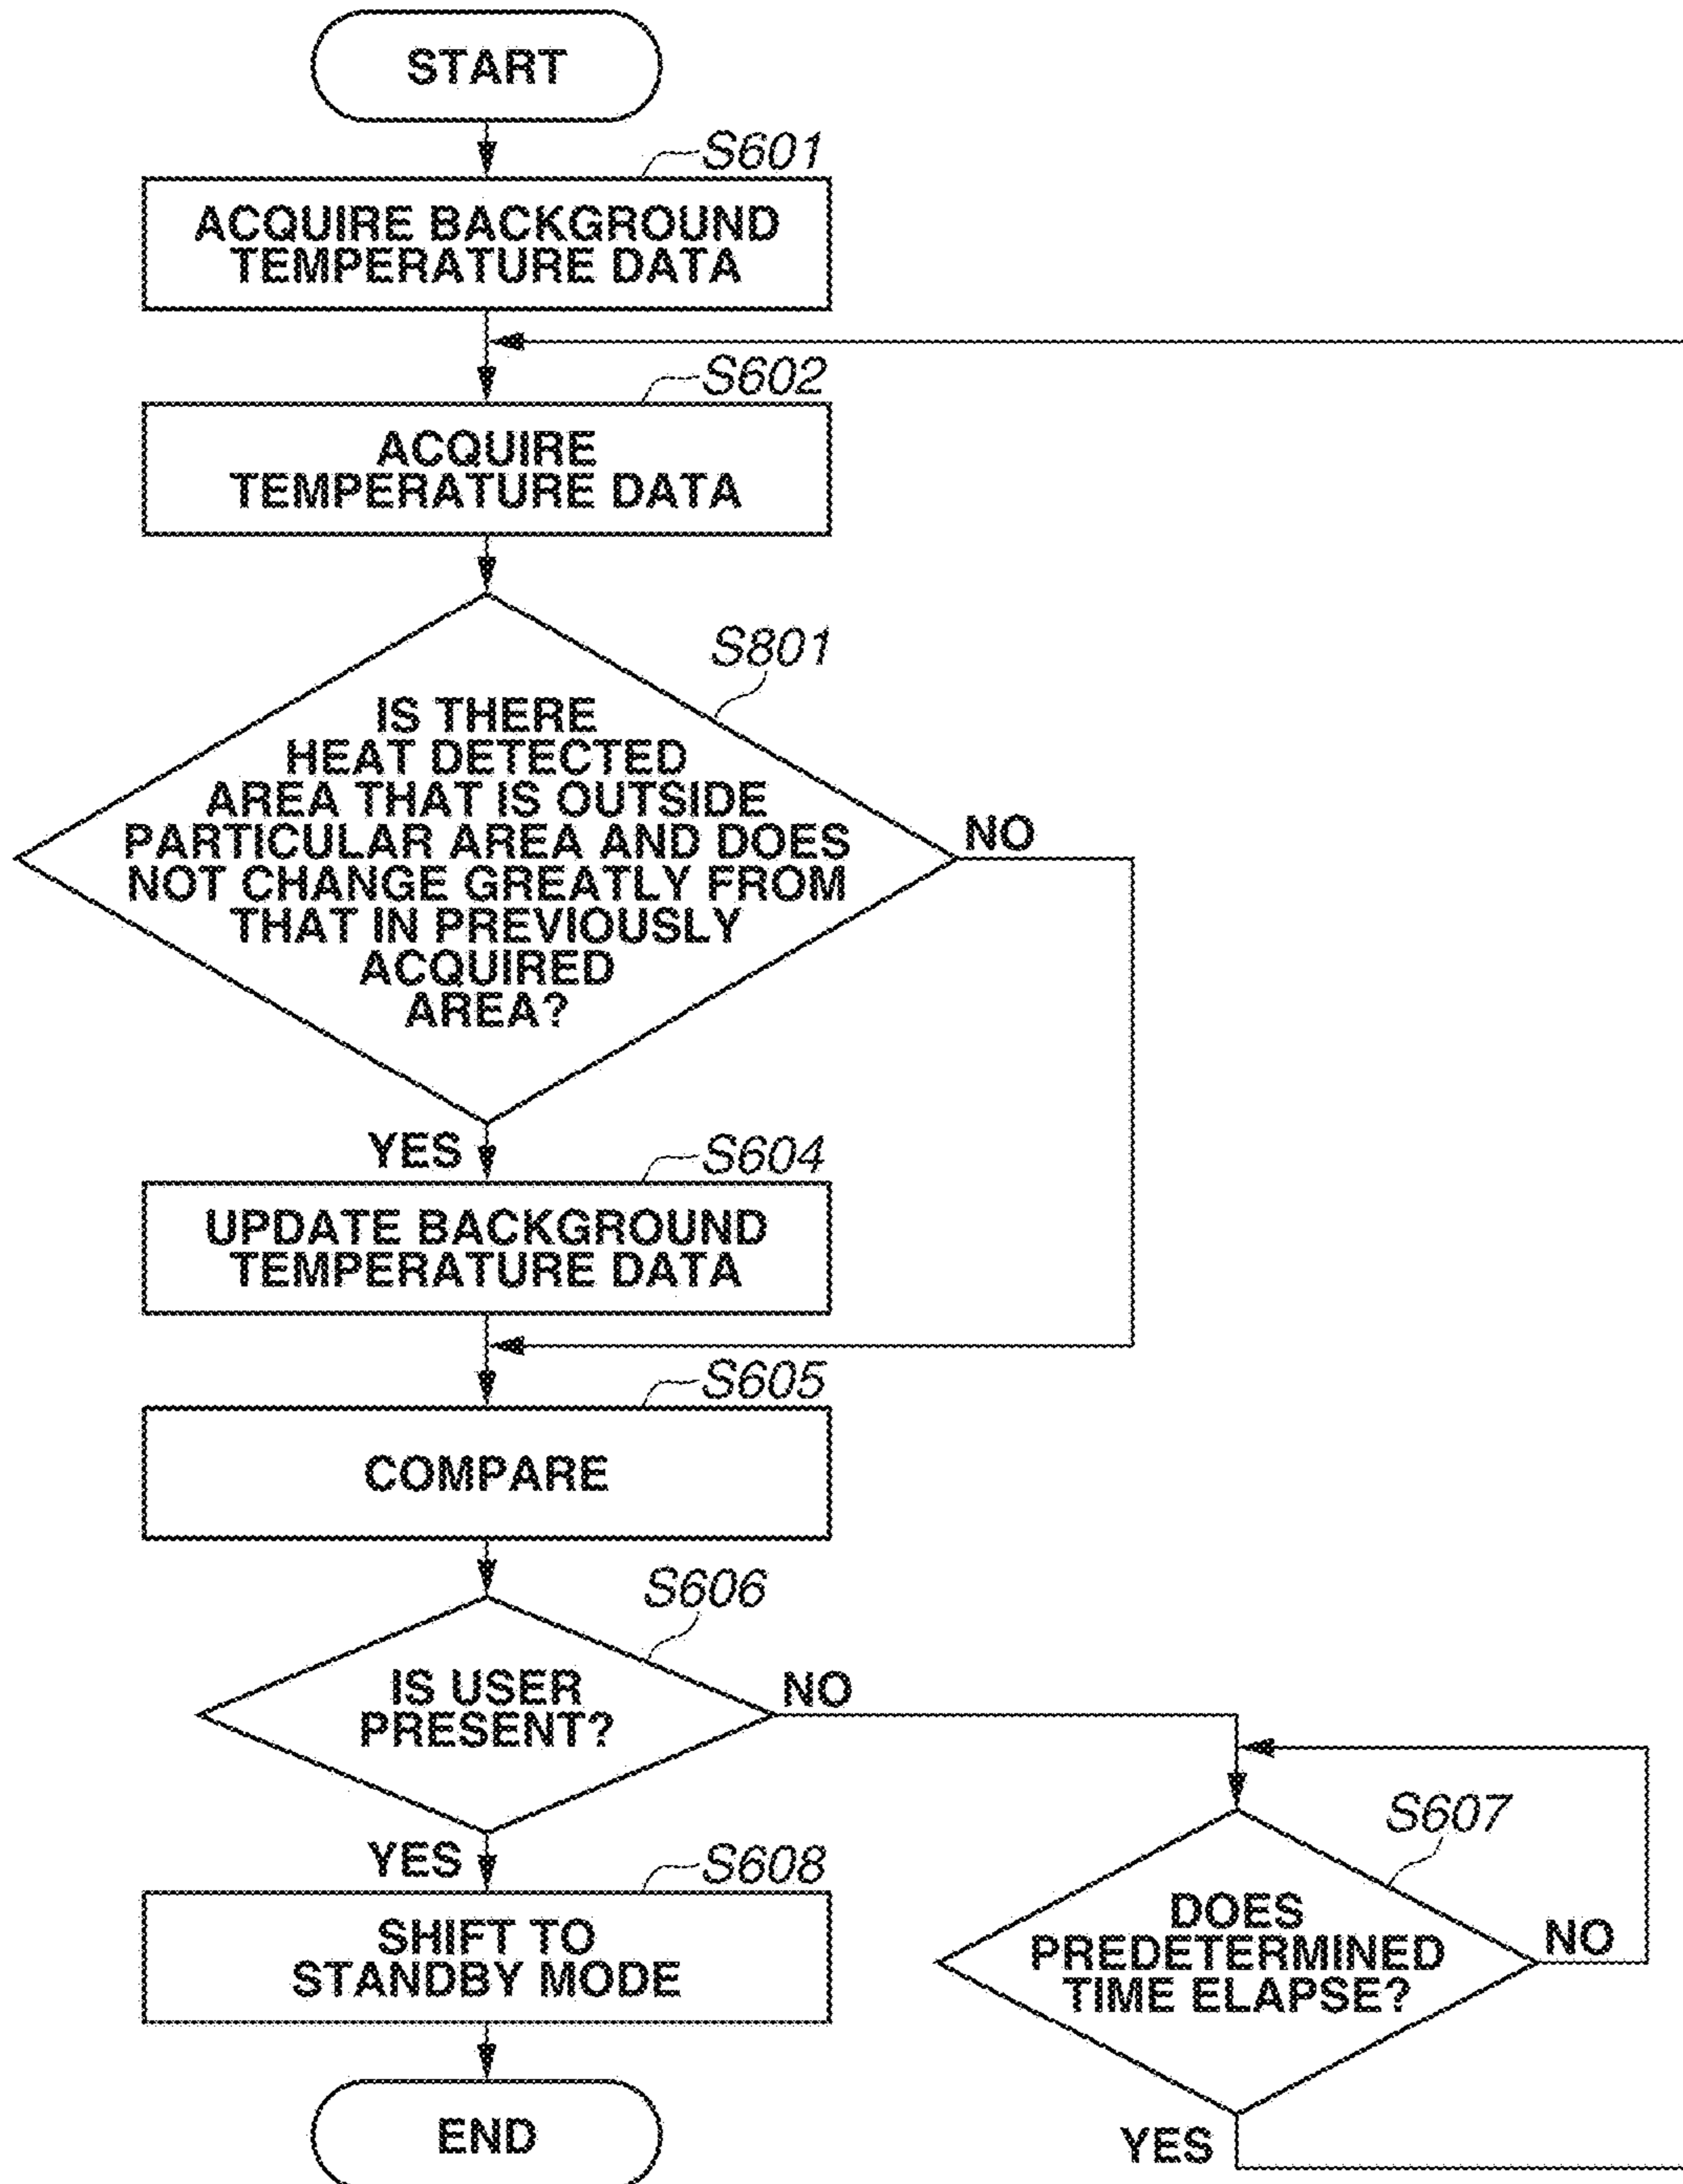 START
S601
ACQUIRE BACKGROUND
TEMPERATURE DATA
S602
ACQUIRE
TEMPERATURE DATA
S801
IS THERE
HEAT DETECTED
AREA THAT IS OUTSIDE
PARTICULAR AREA AND DOES
NOT CHANGE GREATLY FROM
THAT IN PREVIOUSLY
ACQUIRED
AREA?
NO
YES
S604
UPDATE BACKGROUND
TEMPERATURE DATA
S605
COMPARE
S606
IS USER
PRESENT?
NO
YES
S608
SHIFT TO
STANDBY MODE
S607
DOES
PREDETERMINED
TIME ELAPSE?
NO
YES
END